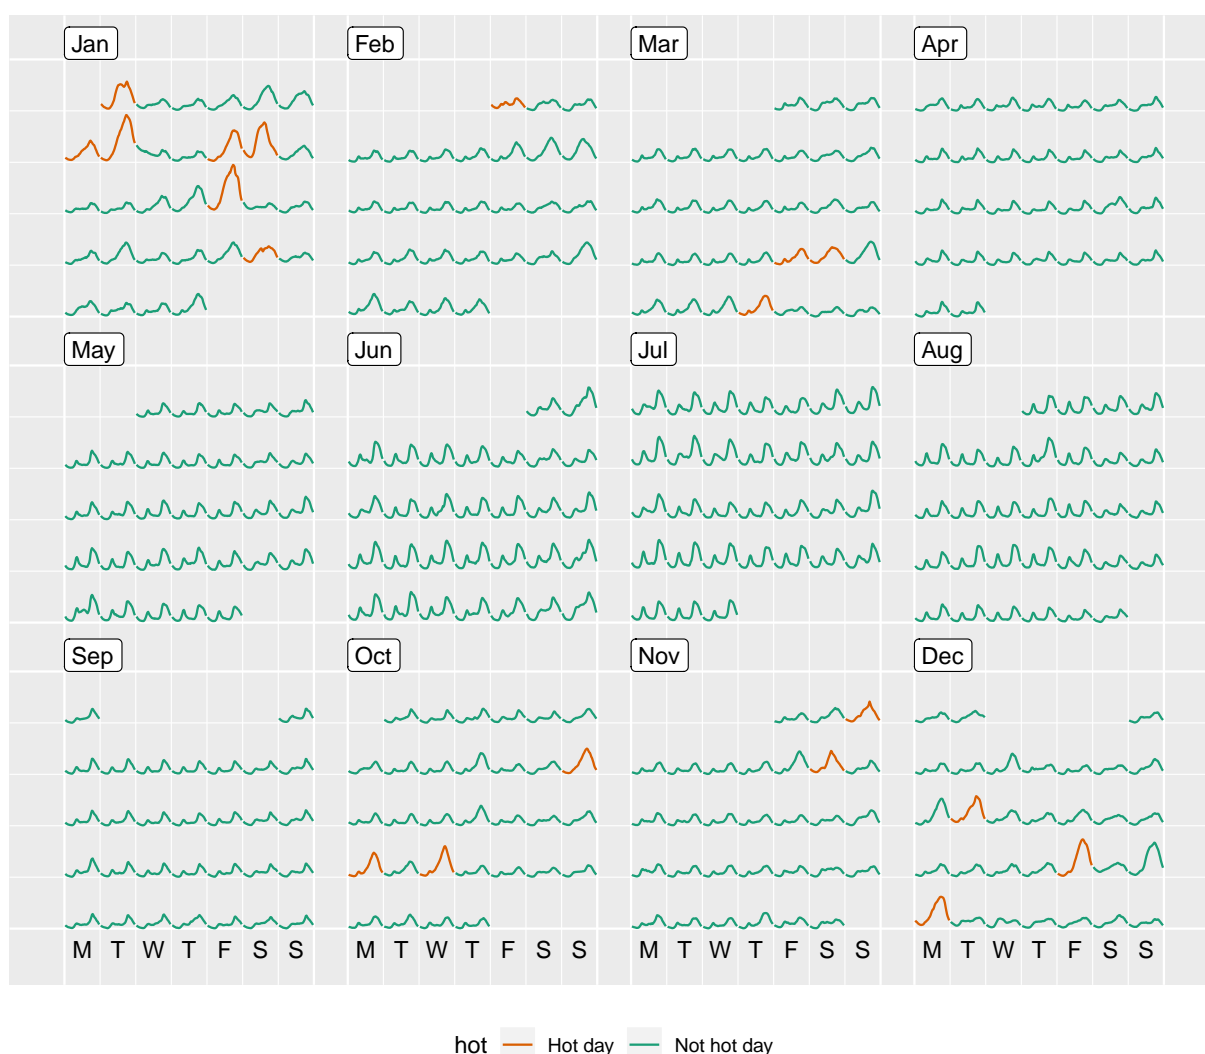 Jan Feb Mar Apr
May Jun Jul Aug
Sep Oct Nov Dec
M T W T F S S M T W T F S S M T W T F S S M T W T F S S
hot Hot day Not hot day